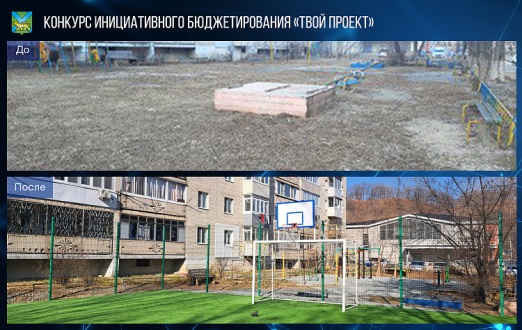 КОНКУРС ИНИЦИАТИВНОГО БЮДЖЕТИРОВАНИЯ «ТВОЙ ПРОЕКТ»
До
После